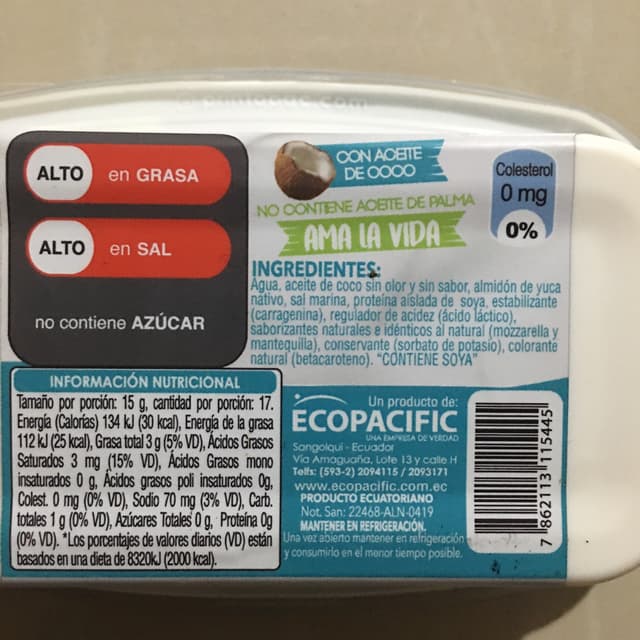 ALTO en GRASA
ALTO en SAL
no contiene AZÚCAR
CON ACEITE
DE COCO
NO CONTIENE ACEITE DE PALMA
AMA LA VIDA
Colesterol
0 mg
0%
INGREDIENTES:
Agua, aceite de coco sin olor y sin sabor, almidón de yuca
nativo, sal marina, proteína aislada de soya, estabilizante
(carragenina), regulador de acidez (ácido láctico),
saborizantes naturales e idénticos al natural (mozzarella y
mantequilla), conservante (sorbato de potasio), colorante
natural (betacaroteno). "CONTIENE SOYA"
INFORMACIÓN NUTRICIONAL
Tamaño por porción: 15 g, cantidad por porción: 17.
Energía (Calorías) 134 kJ (30 kcal), Energía de la grasa
112 kJ (25 kcal), Grasa total 3 g (5% VD), Ácidos Grasos
Saturados 3 mg (15% VD), Ácidos Grasos mono
insaturados 0 g, Ácidos grasos poli insaturados 0g,
Colest. 0 mg (0% VD), Sodio 70 mg (3% VD), Carb.
totales 1 g (0% VD), Azúcares Totales 0 g, Proteína 0g
(0% VD). *Los porcentajes de valores diarios (VD) están
basados en una dieta de 8320kJ (2000 kcal).
Un producto de:
ECOPACIFIC
UNA EMPRESA DE VERDAD
Sangolquí - Ecuador
Vía Amaguaña, Lote 13 y calle H
Telfs: (593-2) 2094115 / 2093171
www.ecopacific.com.ec
PRODUCTO ECUATORIANO
Not. San: 22468-ALN-0419
MANTENER EN REFRIGERACIÓN.
Una vez abierto mantener en refrigeración
y consumirlo en el menor tiempo posible.
7 862113 115445